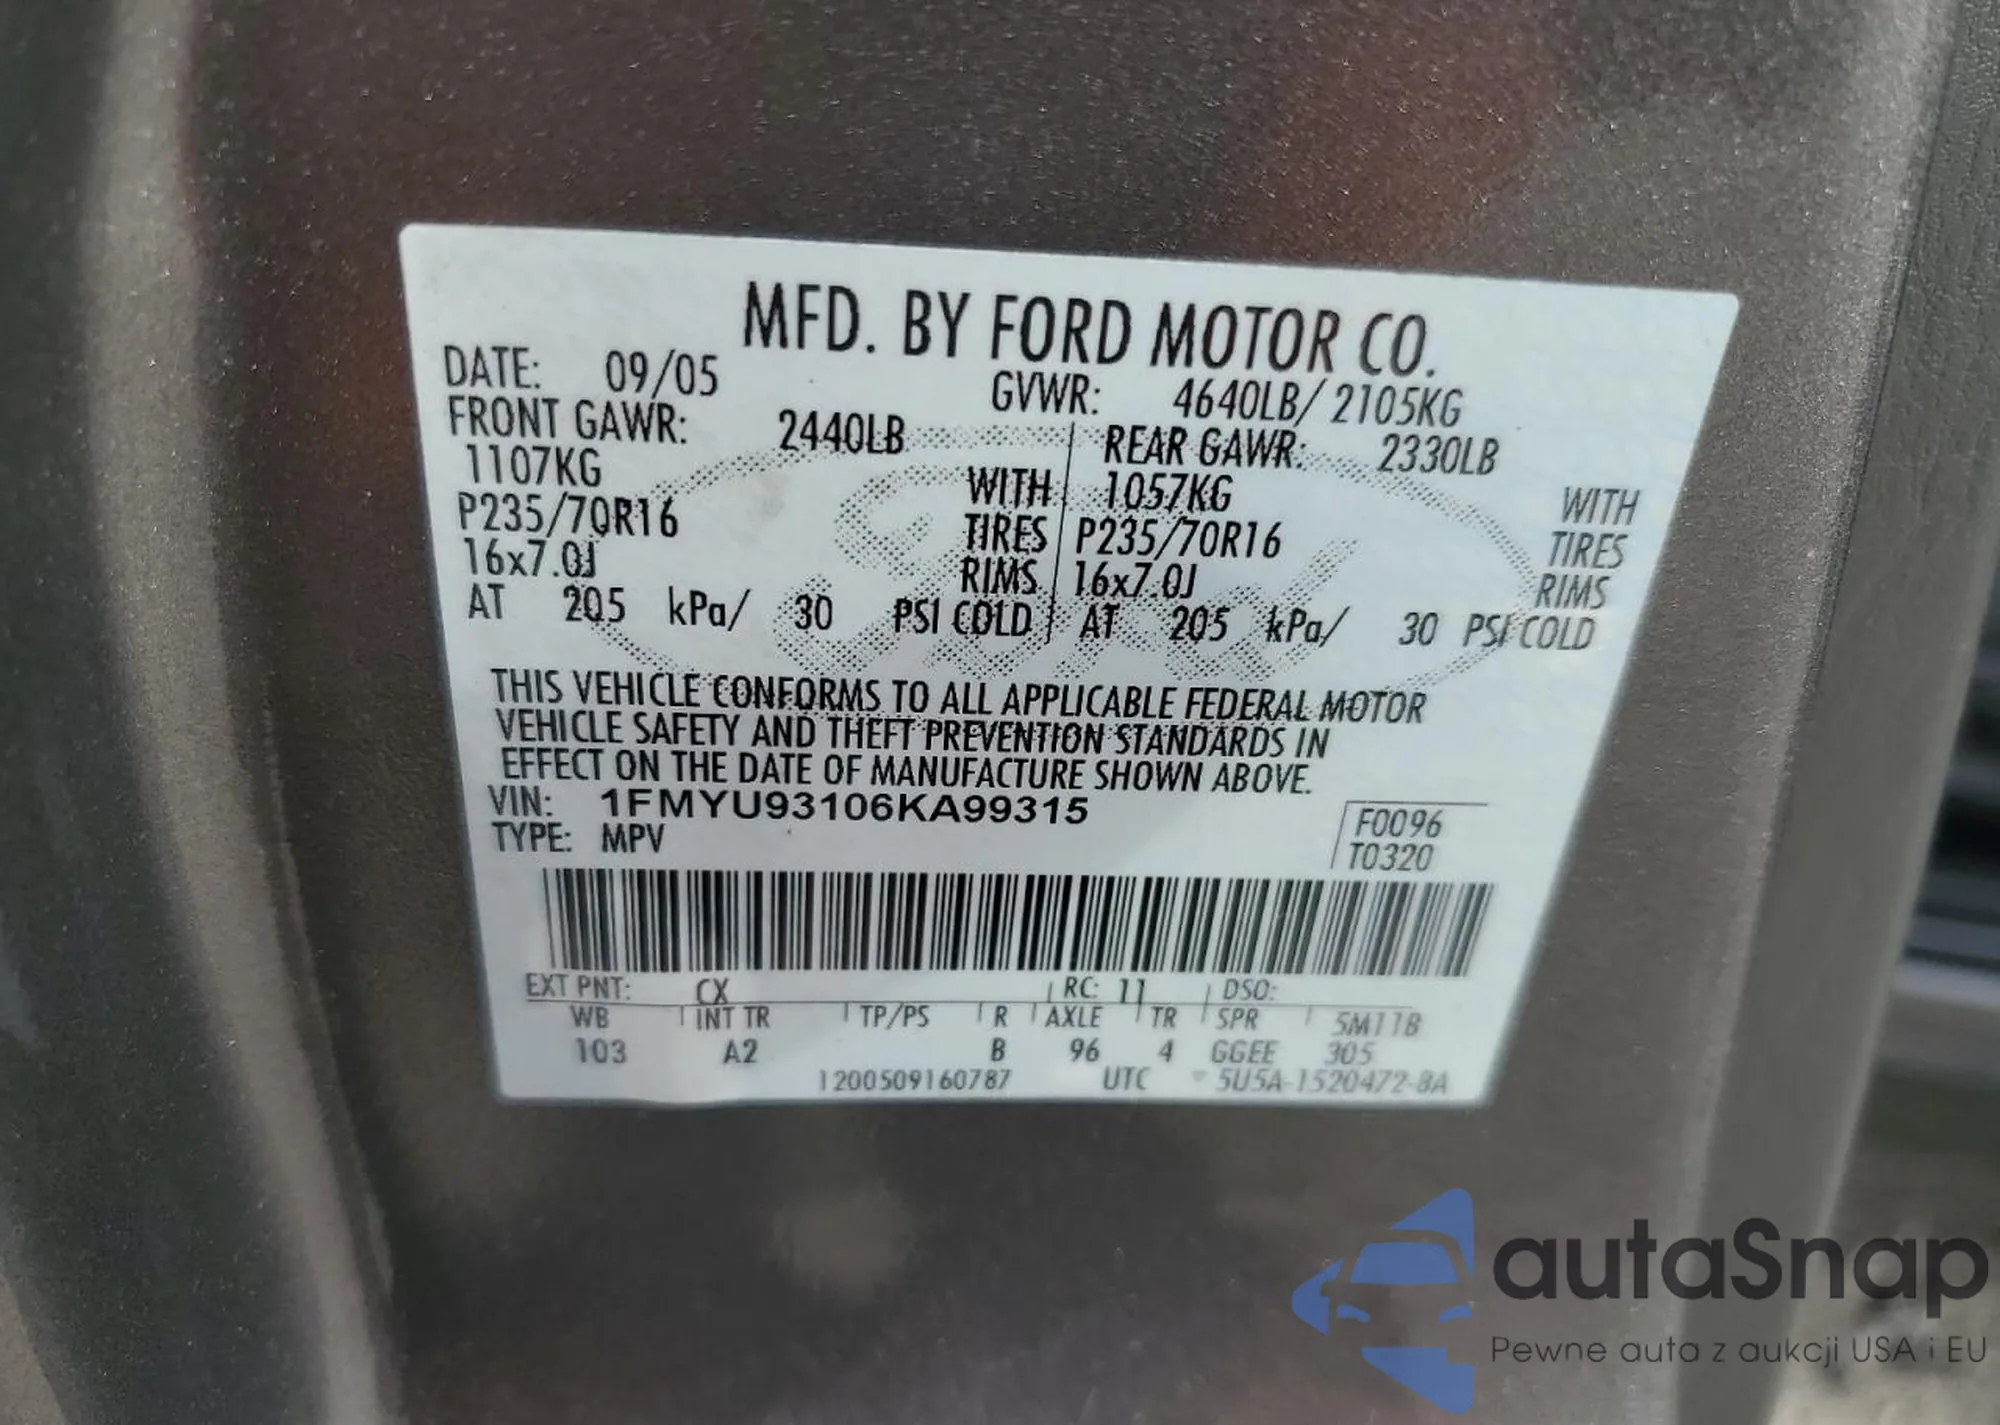 MFD. BY FORD MOTOR CO.
DATE: 09/05 GVWR: 4640LB/ 2105KG
FRONT GAWR: 2440LB REAR GAWR: 2330LB
1107KG WITH 1057KG WITH
P235/70R16 TIRES P235/70R16 TIRES
16x7.0J RIMS 16x7.0J RIMS
AT 205 kPa/ 30 PSI COLD AT 205 kPa/ 30 PSI COLD
THIS VEHICLE CONFORMS TO ALL APPLICABLE FEDERAL MOTOR
VEHICLE SAFETY AND THEFT PREVENTION STANDARDS IN
EFFECT ON THE DATE OF MANUFACTURE SHOWN ABOVE.
VIN: 1FMYU93106KA99315
F0096
TYPE: MPV
T0320
EXT PNT: CX RC: 11 DSO:
WB INT TR TP/PS R AXLE TR SPR 5M11B
103 A2 B 96 4 GGEE 305
1200509160787 UTC 5U5A-1520472-BA
autaSnap
Pewne auta z aukcji USA i EU